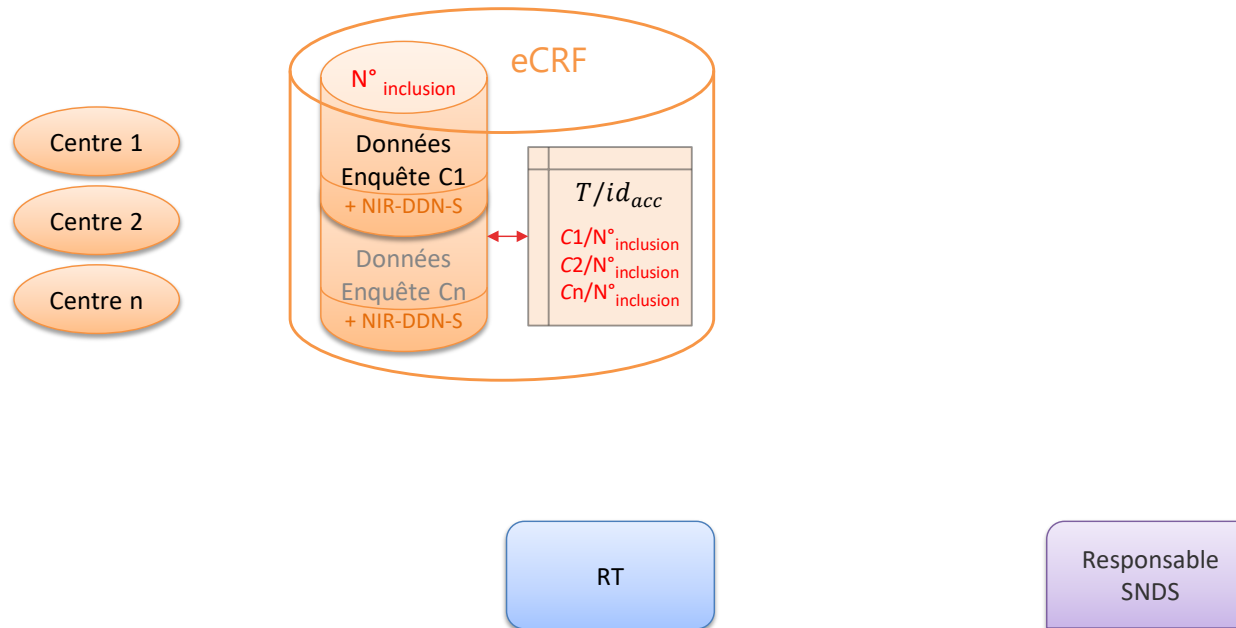 eCRF
N° inclusion
Centre 1
Centre 2
Centre n
Données
Enquête C1
+ NIR-DDN-S
Données
Enquête Cn
+ NIR-DDN-S
T/id_acc
C1/N°inclusion
C2/N°inclusion
Cn/N°inclusion
RT
Responsable
SNDS